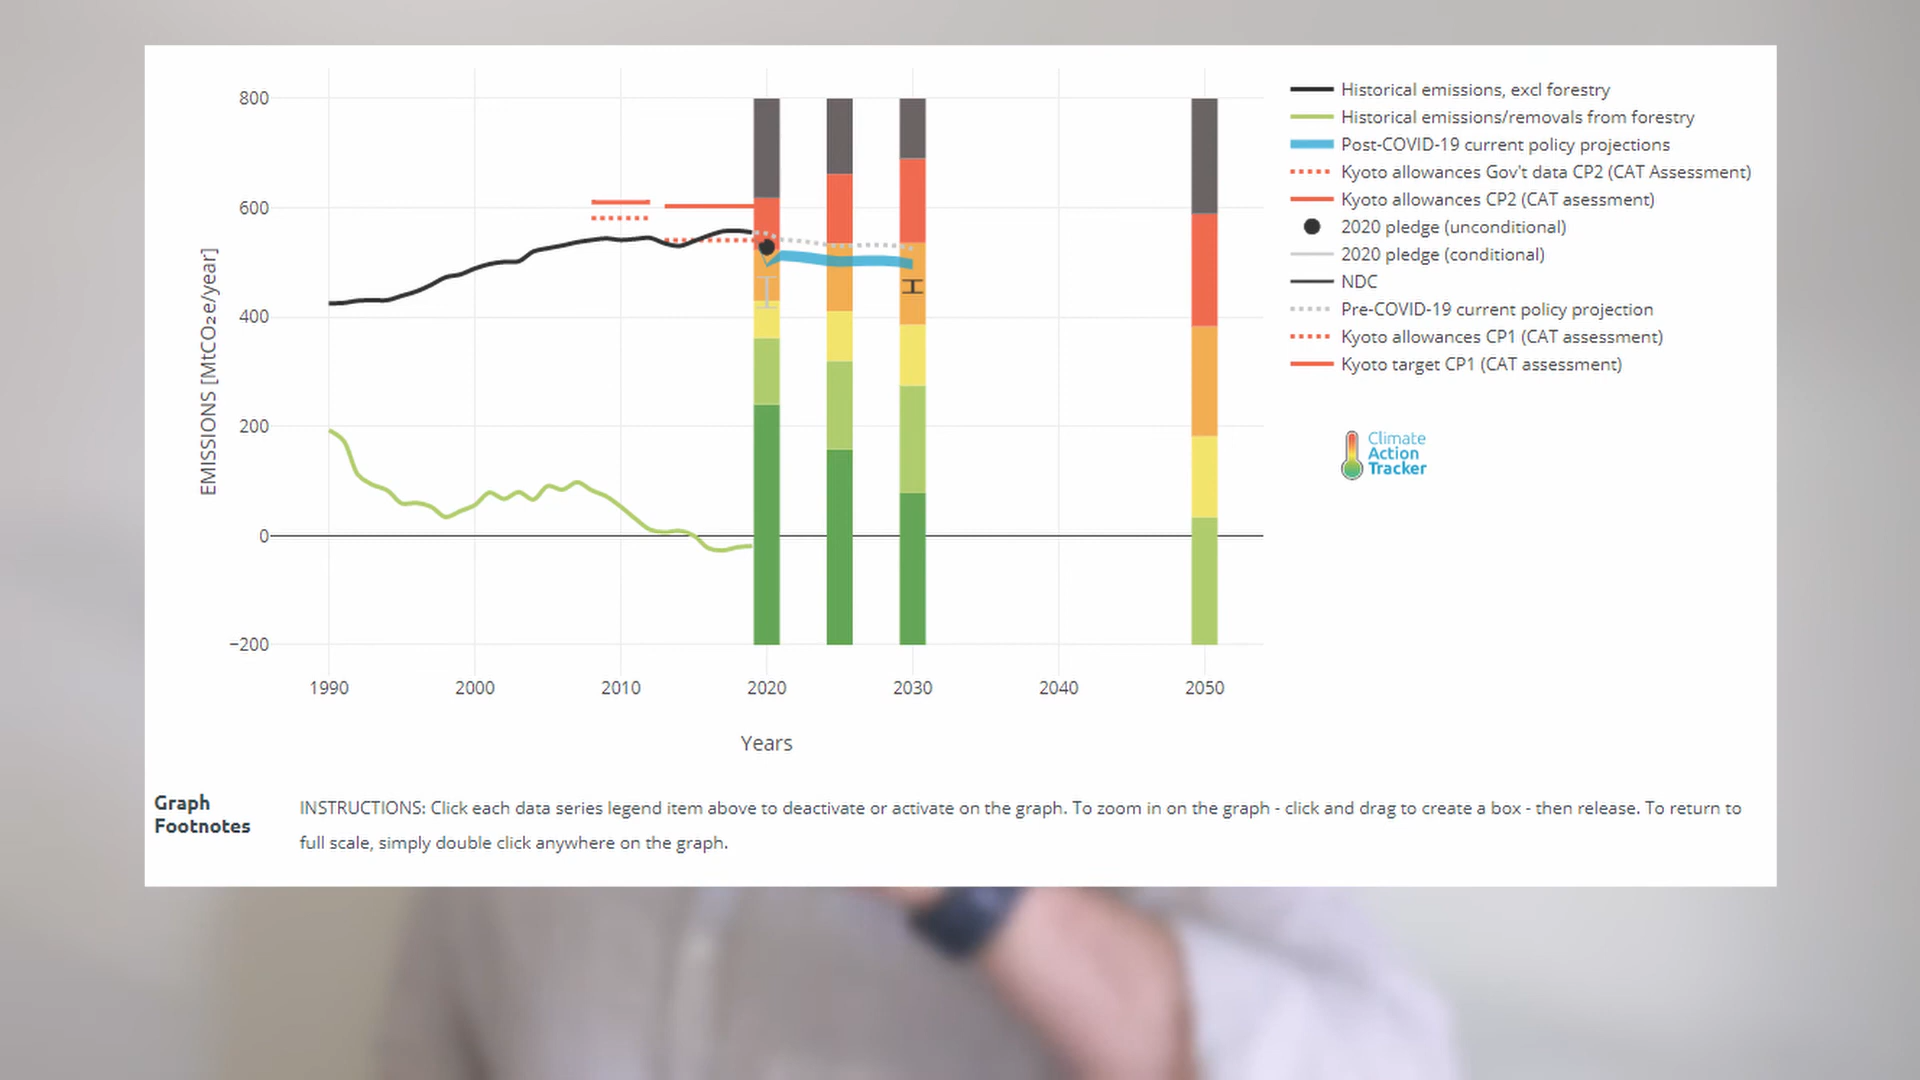 800
600
400
200
0
−200
EMISSIONS [MtCO₂e/year]
1990 2000 2010 2020 2030 2040 2050
Years
Historical emissions, excl forestry
Historical emissions/removals from forestry
Post-COVID-19 current policy projections
Kyoto allowances Gov't data CP2 (CAT Assessment)
Kyoto allowances CP2 (CAT asessment)
2020 pledge (unconditional)
2020 pledge (conditional)
NDC
Pre-COVID-19 current policy projection
Kyoto allowances CP1 (CAT assessment)
Kyoto target CP1 (CAT assessment)
Climate
Action
Tracker
Graph
Footnotes
INSTRUCTIONS: Click each data series legend item above to deactivate or activate on the graph. To zoom in on the graph - click and drag to create a box - then release. To return to
full scale, simply double click anywhere on the graph.